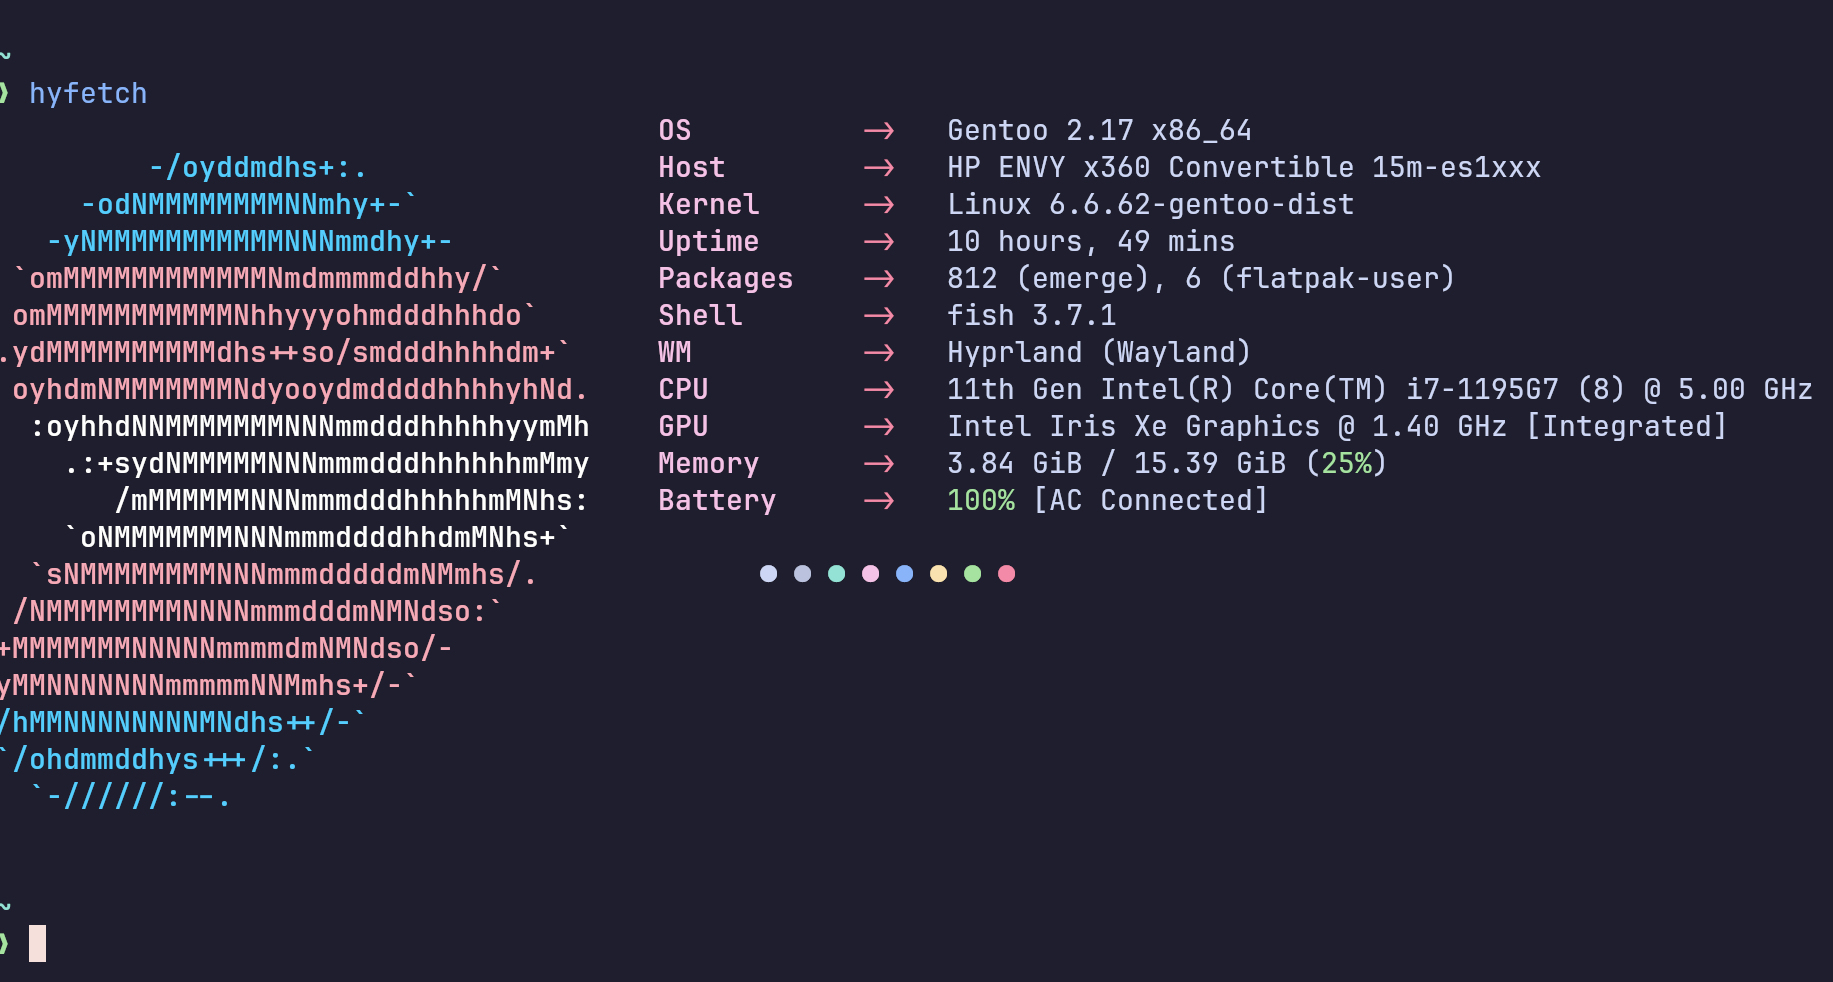 ~
❯ hyfetch
OS → Gentoo 2.17 x86_64
-/oyddmdhs+:. Host → HP ENVY x360 Convertible 15m-es1xxx
-odNMMMMMMMMNNmhy+-` Kernel → Linux 6.6.62-gentoo-dist
-yNMMMMMMMMMMMNNNmmdhy+- Uptime → 10 hours, 49 mins
`omMMMMMMMMMMMMNmdmmmmddhhy/` Packages → 812 (emerge), 6 (flatpak-user)
omMMMMMMMMMMMNhhyyyohmdddhhhdo` Shell → fish 3.7.1
.ydMMMMMMMMMMdhs++so/smdddhhhhdm+` WM → Hyprland (Wayland)
oyhdmNMMMMMMMNdyooydmddddhhhhyhNd. CPU → 11th Gen Intel(R) Core(TM) i7-1195G7 (8) @ 5.00 GHz
:oyhhdNNMMMMMMMNNNmmdddhhhhhyymMh GPU → Intel Iris Xe Graphics @ 1.40 GHz [Integrated]
.:+sydNMMMMMNNNmmmdddhhhhhhmMmy Memory → 3.84 GiB / 15.39 GiB (25%)
/mMMMMMMNNNmmmdddhhhhhmMNhs: Battery → 100% [AC Connected]
`oNMMMMMMMNNNmmmddddhhdmMNhs+`
`sNMMMMMMMMNNNmmmdddddmNMmhs/.
/NMMMMMMMMNNNNmmmdddmNMNdso:`
+MMMMMMMNNNNNmmmmdmNMNdso/-
yMMNNNNNNNmmmmmNNMmhs+/-`
/hMMNNNNNNNNMNdhs++/-`
`/ohdmmddhys+++/:.`
`-//////:--.
~
❯